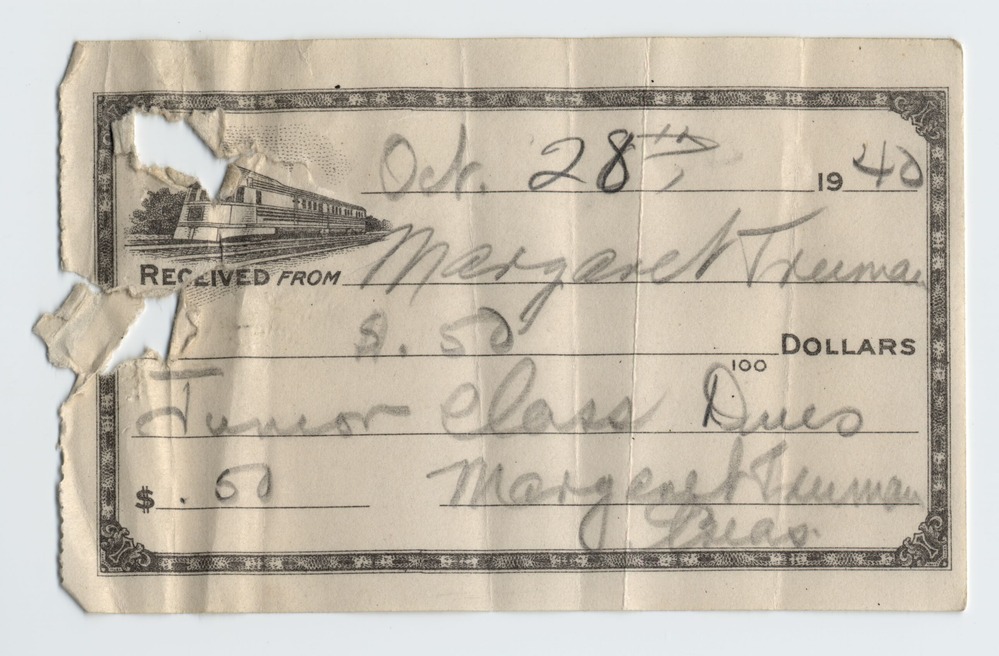 Oct. 28th, 1940
RECEIVED FROM Margaret Truman
$.50 DOLLARS
100
Junior Class Dues
$ .50 Margaret Truman
Treas.